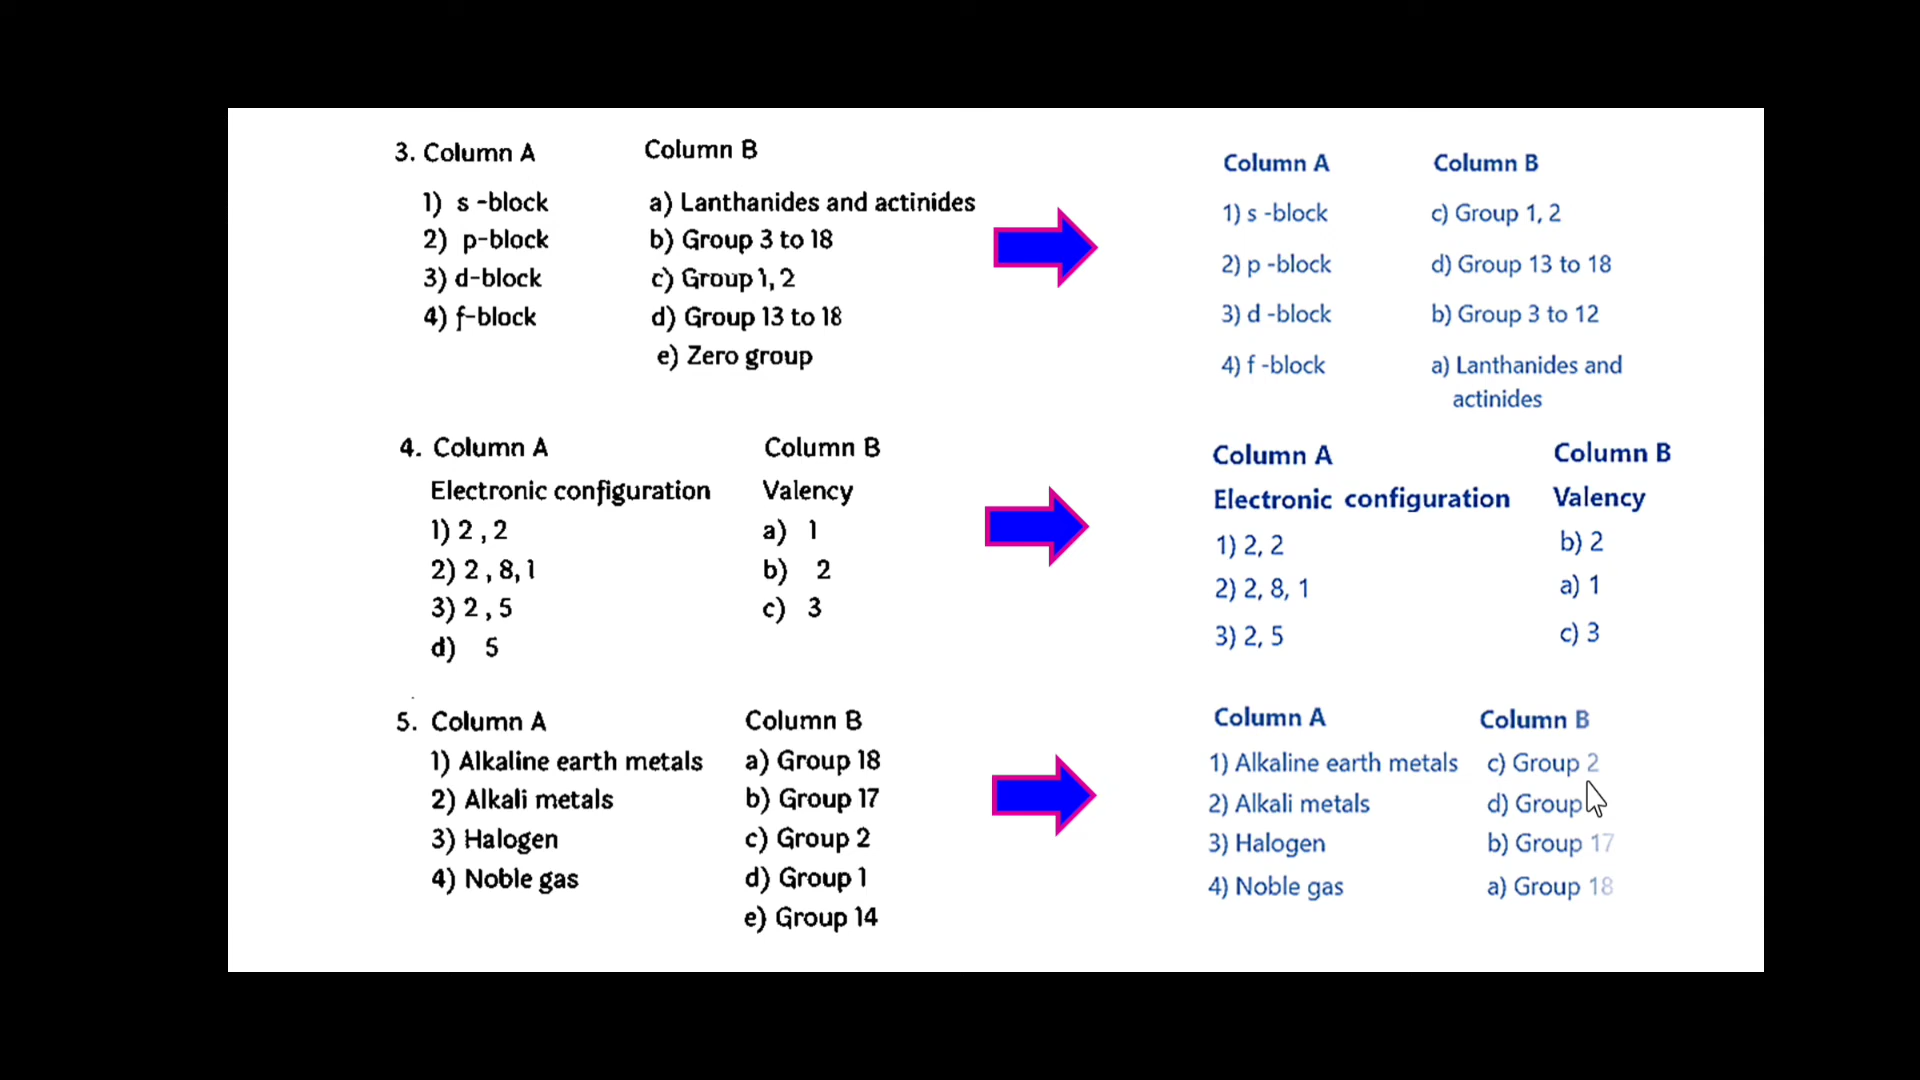 3. Column A Column B
1) s -block a) Lanthanides and actinides
2) p-block b) Group 3 to 18
3) d-block c) Group 1, 2
4) f-block d) Group 13 to 18
e) Zero group
Column A Column B
1) s -block c) Group 1, 2
2) p -block d) Group 13 to 18
3) d -block b) Group 3 to 12
4) f -block a) Lanthanides and
actinides
4. Column A Column B
Electronic configuration Valency
1) 2 , 2 a) 1
2) 2 , 8, 1 b) 2
3) 2 , 5 c) 3
d) 5
Column A Column B
Electronic configuration Valency
1) 2, 2 b) 2
2) 2, 8, 1 a) 1
3) 2, 5 c) 3
5. Column A Column B
1) Alkaline earth metals a) Group 18
2) Alkali metals b) Group 17
3) Halogen c) Group 2
4) Noble gas d) Group 1
e) Group 14
Column A Column B
1) Alkaline earth metals c) Group 2
2) Alkali metals d) Group
3) Halogen b) Group 17
4) Noble gas a) Group 18